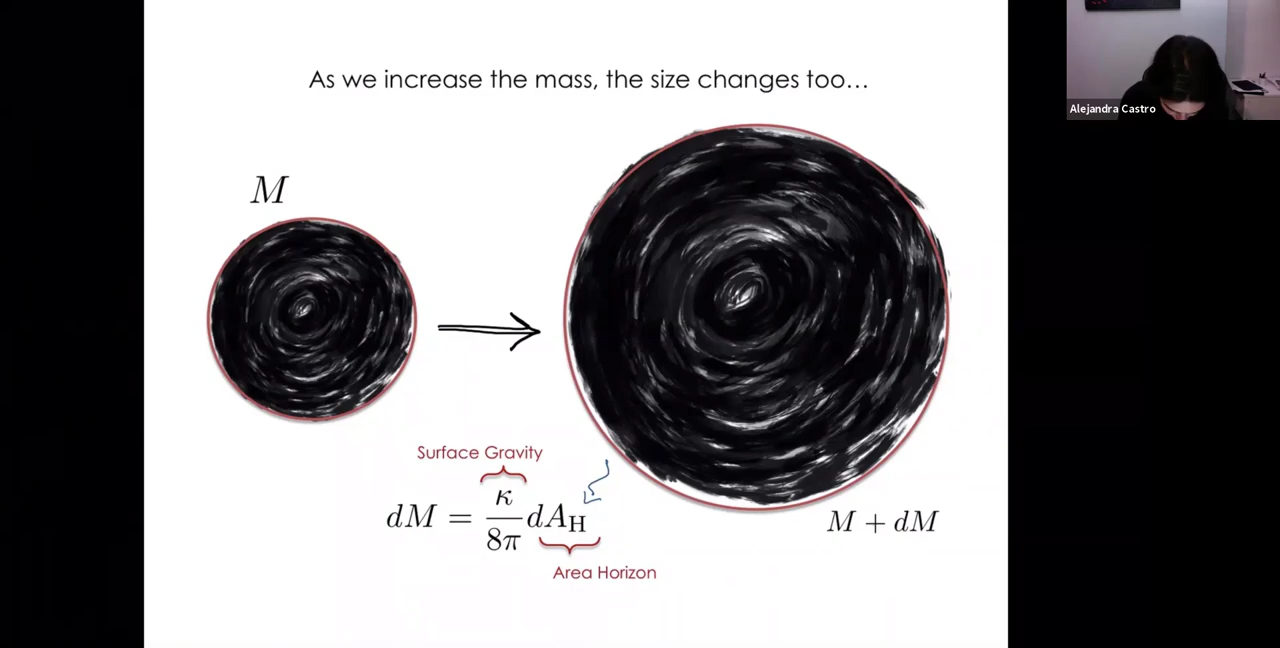 As we increase the mass, the size changes too...
Alejandra Castro
M
Surface Gravity
dM = κ/8π dA_H
M + dM
Area Horizon